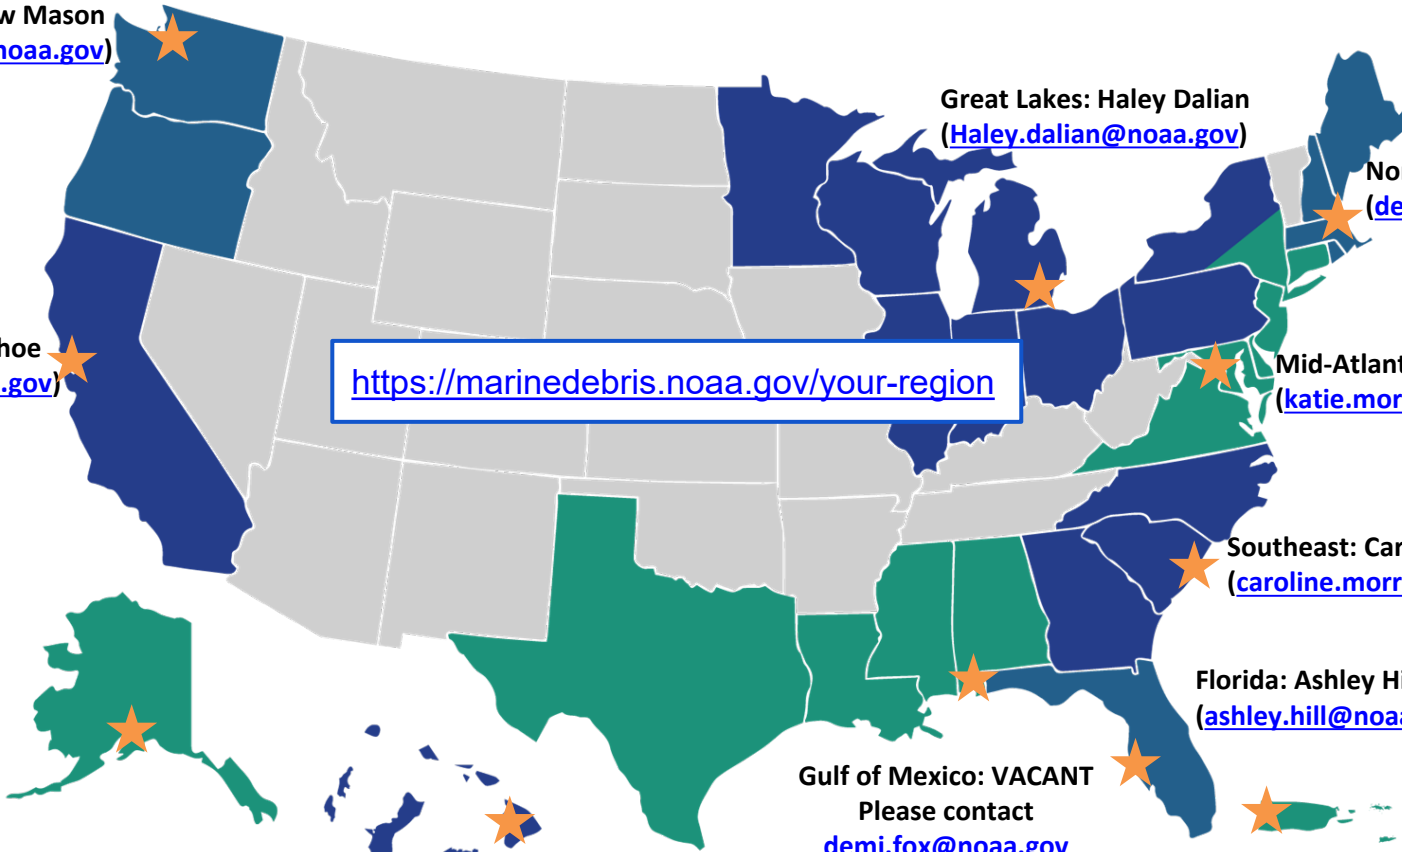 w Mason
noaa.gov)
Great Lakes: Haley Dalian
(Haley.dalian@noaa.gov)
Nor
(de
hoe
.gov)
https://marinedebris.noaa.gov/your-region
Mid-Atlant
(katie.mor
Southeast: Car
(caroline.morr
Florida: Ashley Hi
(ashley.hill@noaa
Gulf of Mexico: VACANT
Please contact
demi.fox@noaa.gov